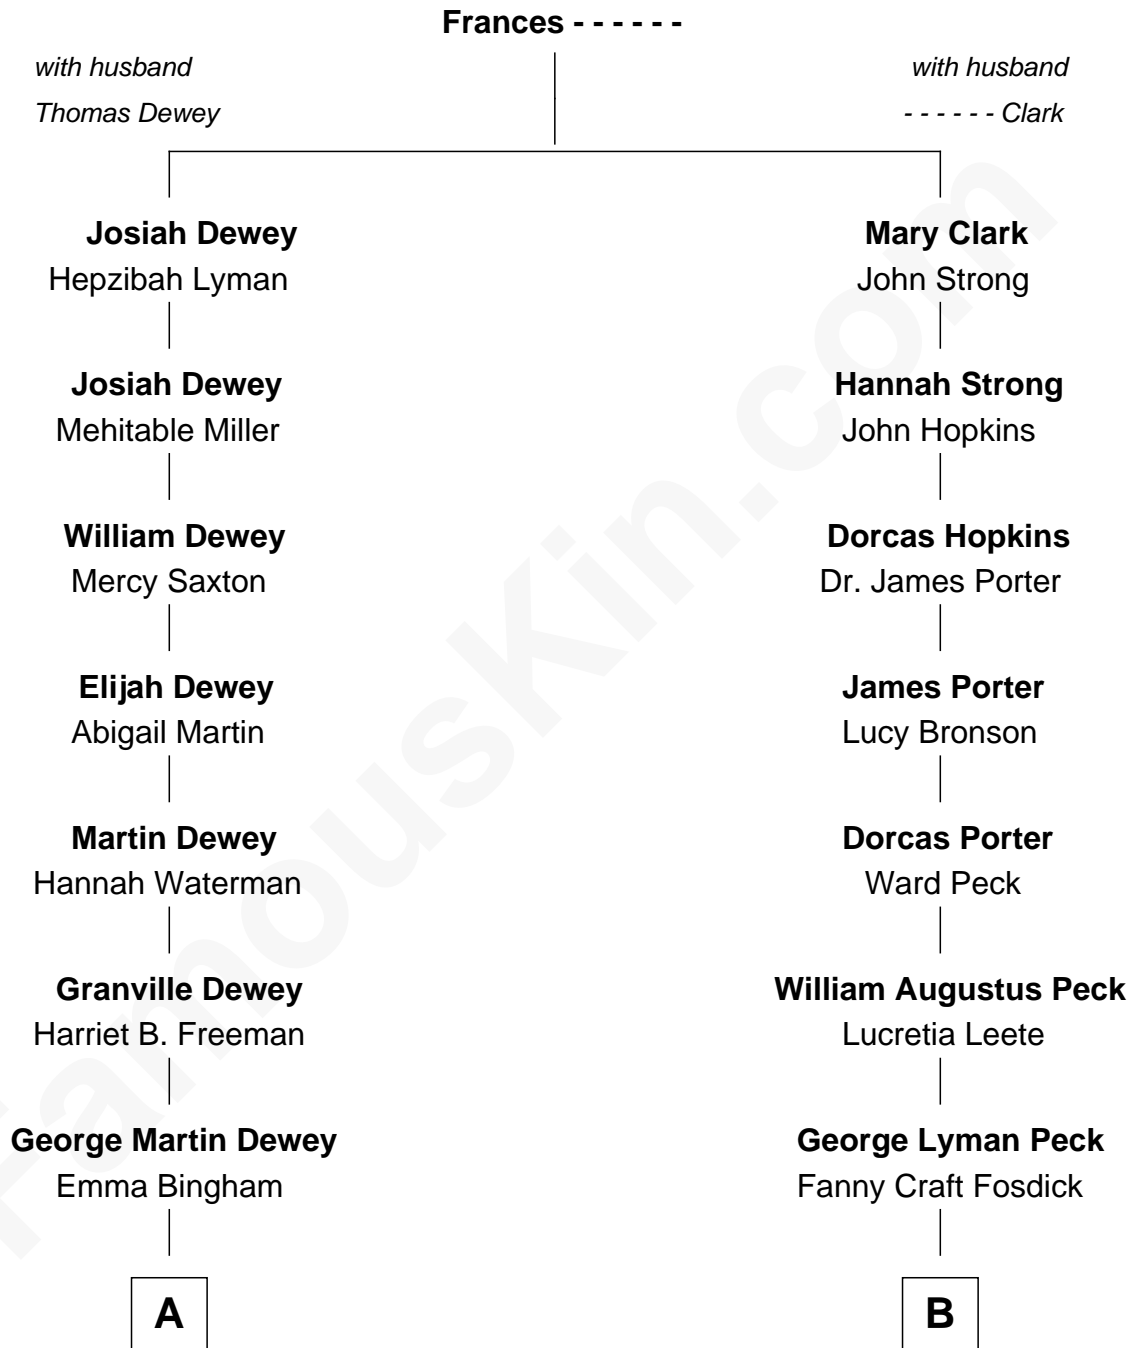 Frances - - - - - -
with husband
Thomas Dewey
with husband
- - - - - - Clark
Josiah Dewey
Hepzibah Lyman
Mary Clark
John Strong
Josiah Dewey
Mehitable Miller
Hannah Strong
John Hopkins
William Dewey
Mercy Saxton
Dorcas Hopkins
Dr. James Porter
Elijah Dewey
Abigail Martin
James Porter
Lucy Bronson
Martin Dewey
Hannah Waterman
Dorcas Porter
Ward Peck
Granville Dewey
Harriet B. Freeman
William Augustus Peck
Lucretia Leete
George Martin Dewey
Emma Bingham
George Lyman Peck
Fanny Craft Fosdick
A
B
FamousKin.com